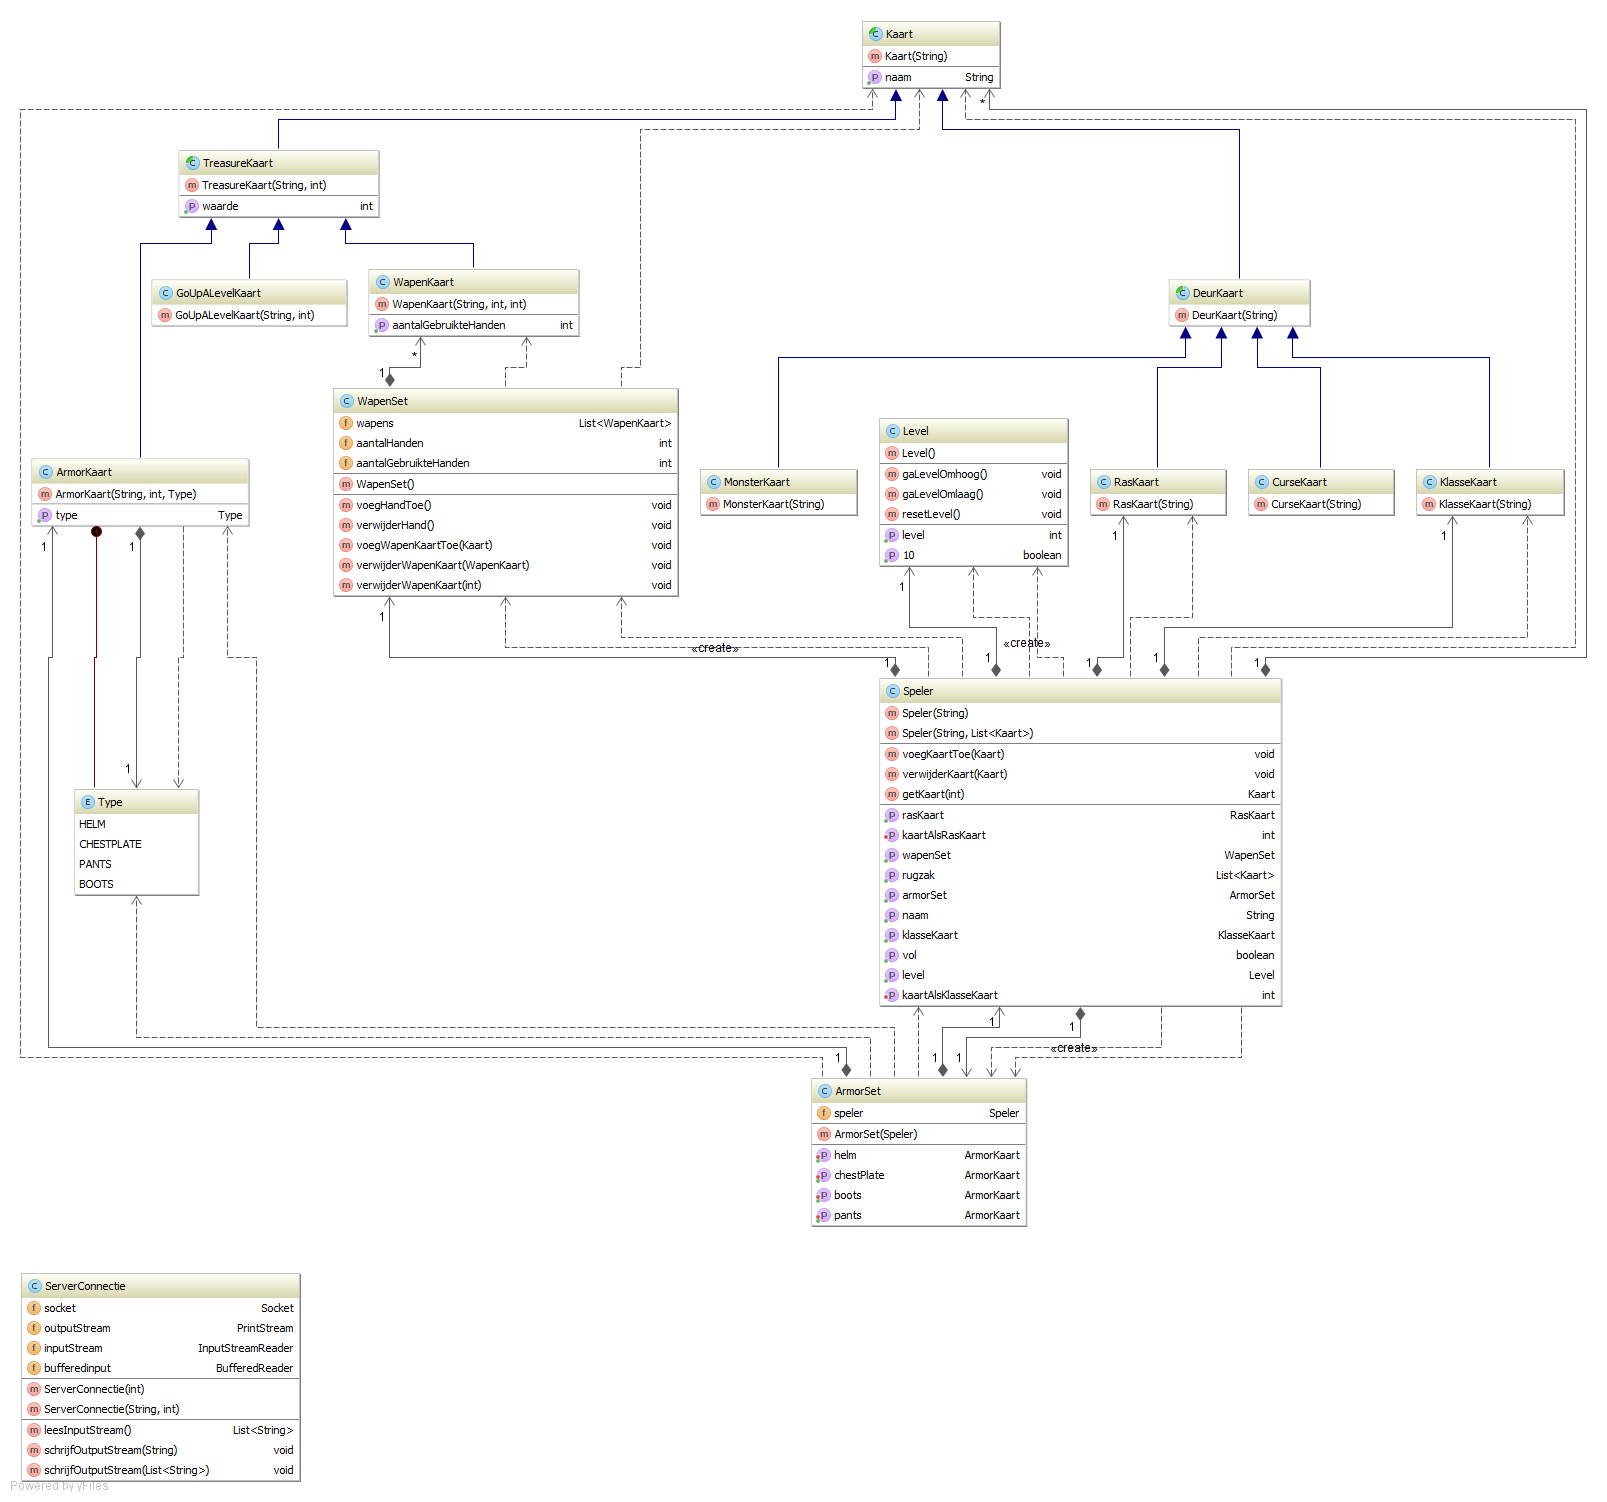 Kaart
Kaart(String)
naam String
*
TreasureKaart
TreasureKaart(String, int)
waarde int
GoUpALevelKaart
GoUpALevelKaart(String, int)
WapenKaart
WapenKaart(String, int, int)
aantalGebruikteHanden int
DeurKaart
DeurKaart(String)
*
1
WapenSet
wapens List<WapenKaart>
aantalHanden int
aantalGebruikteHanden int
WapenSet()
voegHandToe() void
verwijderHand() void
voegWapenKaartToe(Kaart) void
verwijderWapenKaart(WapenKaart) void
verwijderWapenKaart(int) void
Level
Level()
gaLevelOmhoog() void
gaLevelOmlaag() void
resetLevel() void
level int
10 boolean
ArmorKaart
ArmorKaart(String, int, Type)
type Type
MonsterKaart
MonsterKaart(String)
RasKaart
RasKaart(String)
CurseKaart
CurseKaart(String)
KlasseKaart
KlasseKaart(String)
1
1
1
1
1
1
«create»
«create»
1
1
1
1
1
Speler
Speler(String)
Speler(String, List<Kaart>)
voegKaartToe(Kaart) void
verwijderKaart(Kaart) void
getKaart(int) Kaart
rasKaart RasKaart
kaartAlsRasKaart int
wapenSet WapenSet
rugzak List<Kaart>
armorSet ArmorSet
naam String
klasseKaart KlasseKaart
vol boolean
level Level
kaartAlsKlasseKaart int
1
Type
HELM
CHESTPLATE
PANTS
BOOTS
1
1
«create»
1
1
1
ArmorSet
speler Speler
ArmorSet(Speler)
helm ArmorKaart
chestPlate ArmorKaart
boots ArmorKaart
pants ArmorKaart
ServerConnectie
socket Socket
outputStream PrintStream
inputStream InputStreamReader
bufferedinput BufferedReader
ServerConnectie(int)
ServerConnectie(String, int)
leesInputStream() List<String>
schrijfOutputStream(String) void
schrijfOutputStream(List<String>) void
Powered by yFiles